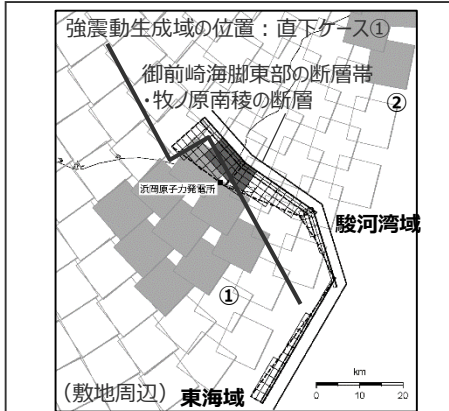 強震動生成域の位置：直下ケース①
御前崎海脚東部の断層帯
・牧ノ原南稜の断層
②
浜岡原子力発電所
駿河湾域
①
km
（敷地周辺）
東海域
0 10 20